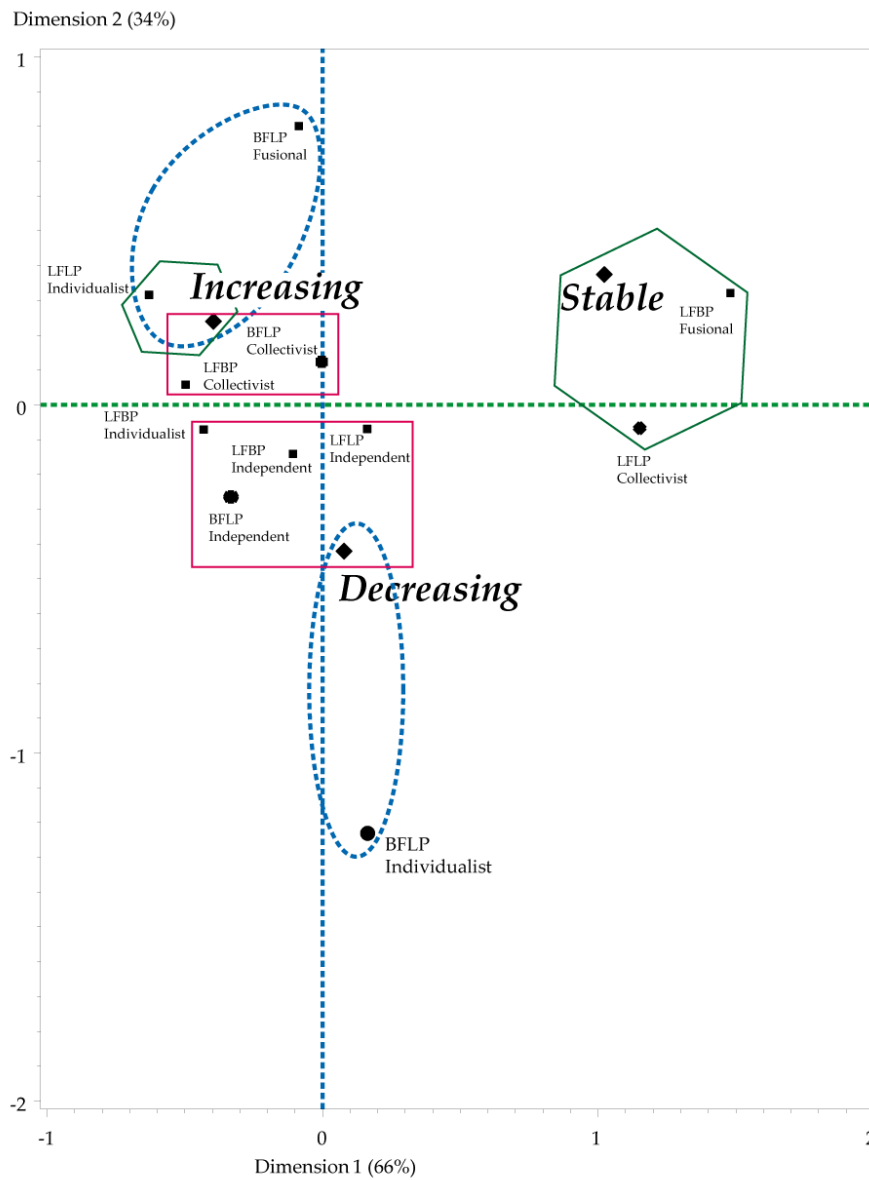 Dimension 2 (34%)
1
BFLP
Fusional
LFLP
Individualist
Increasing
Stable
LFBP
Fusional
BFLP
Collectivist
LFBP
Collectivist
0
LFBP
Individualist
LFBP
Independent
LFLP
Independent
LFLP
Collectivist
BFLP
Independent
Decreasing
-1
BFLP
Individualist
-2
-1
0
1
2
Dimension 1 (66%)